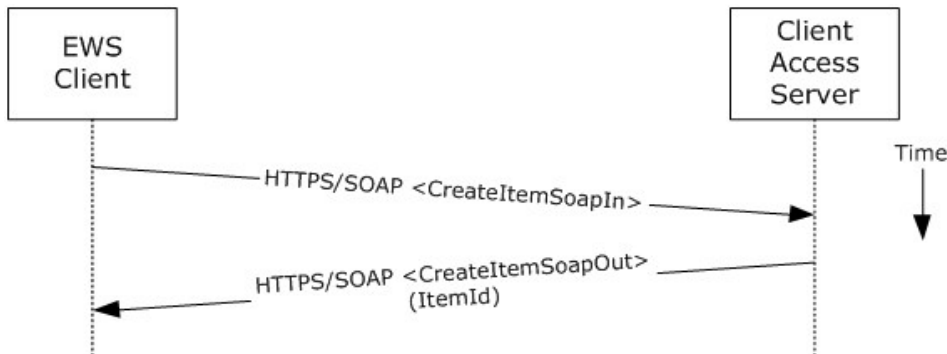 EWS
Client
Client
Access
Server
Time
HTTPS/SOAP <CreateItemSoapIn>
HTTPS/SOAP <CreateItemSoapOut>
(ItemId)